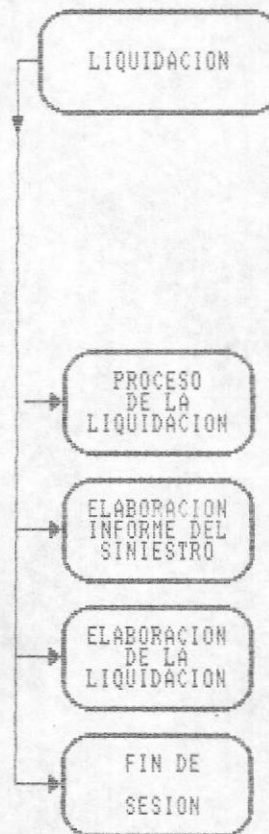 LIQUIDACION
PROCESO
DE LA
LIQUIDACION
ELABORACION
INFORME DEL
SINIESTRO
ELABORACION
DE LA
LIQUIDACION
FIN DE
SESION